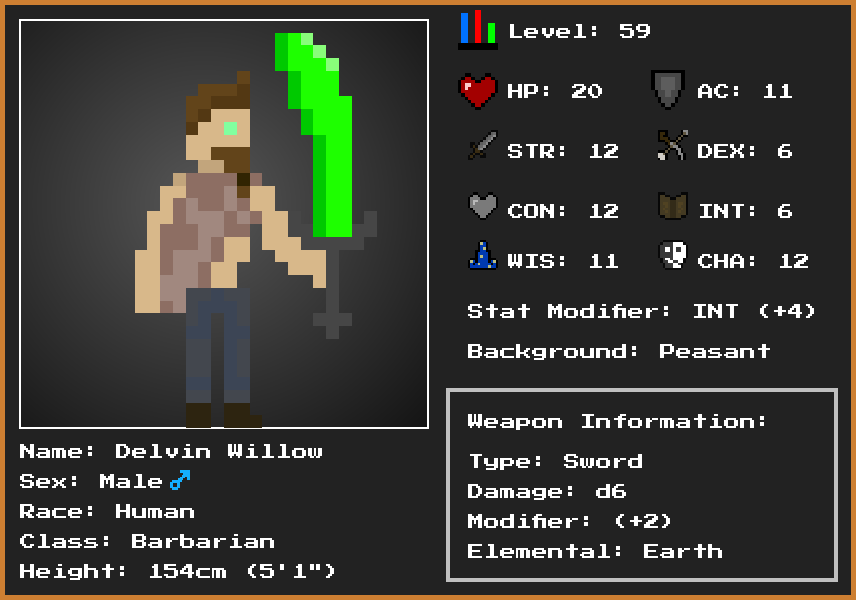 Level: 59
HP: 20 AC: 11
STR: 12 DEX: 6
CON: 12 INT: 6
WIS: 11 CHA: 12
Stat Modifier: INT (+4)
Background: Peasant
Weapon Information:
Type: Sword
Damage: d6
Modifier: (+2)
Elemental: Earth
Name: Delvin Willow
Sex: Male♂
Race: Human
Class: Barbarian
Height: 154cm (5'1")